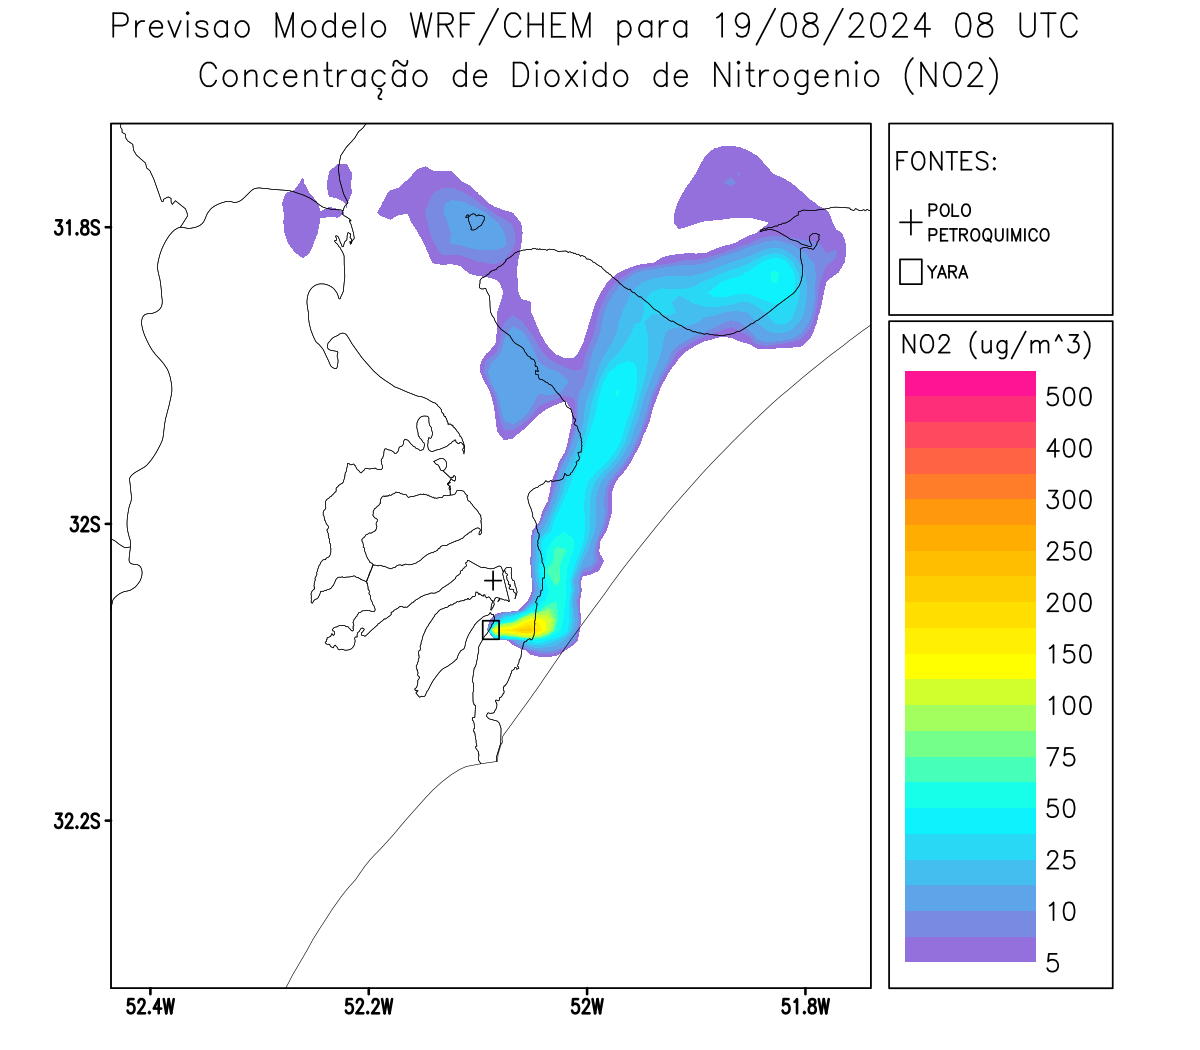 Previsao Modelo WRF/CHEM para 19/08/2024 08 UTC
Concentração de Dioxido de Nitrogenio (NO2)
FONTES:
POLO
PETROQUIMICO
YARA
NO2 (ug/m^3)
500
400
300
250
200
150
100
75
50
25
10
5
31.8S
32S
32.2S
52.4W 52.2W 52W 51.8W